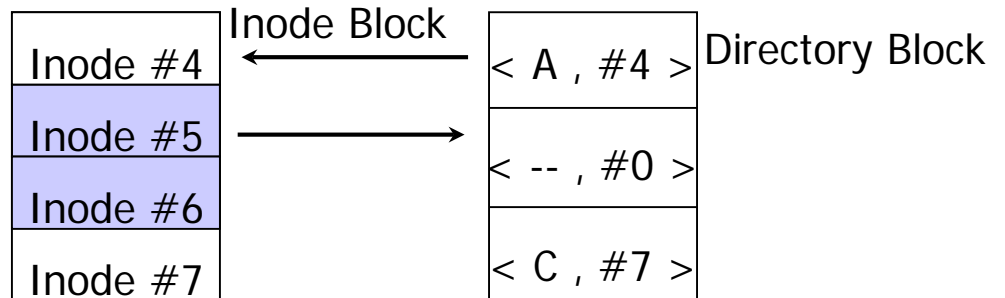 Inode Block
Inode #4
Inode #5
Inode #6
Inode #7
Directory Block
< A , #4 >
< -- , #0 >
< C , #7 >